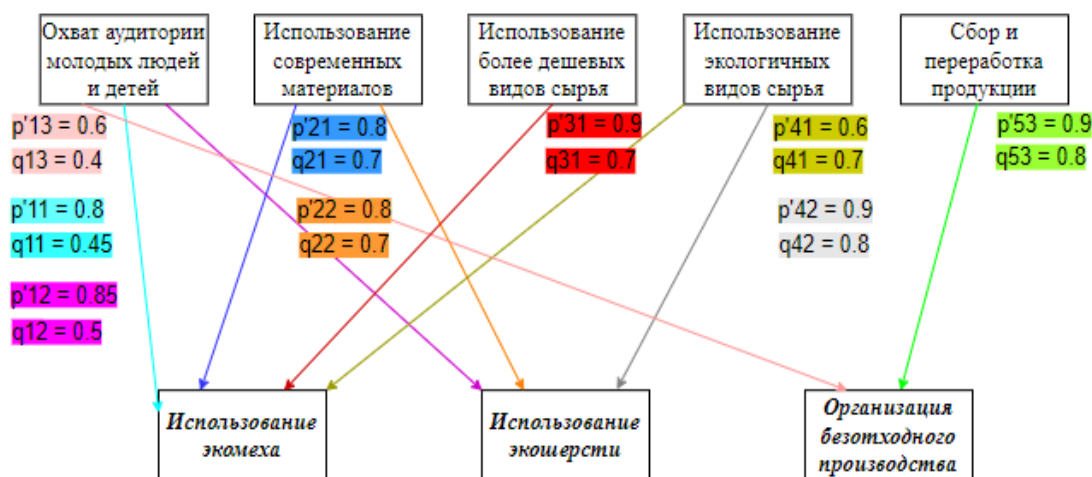 Охват аудитории
молодых людей
и детей
Использование
современных
материалов
Использование
более дешевых
видов сырья
Использование
экологичных
видов сырья
Сбор и
переработка
продукции
p'13 = 0.6
q13 = 0.4
p'11 = 0.8
q11 = 0.45
p'12 = 0.85
q12 = 0.5
p'21 = 0.8
q21 = 0.7
p'22 = 0.8
q22 = 0.7
p'31 = 0.9
q31 = 0.7
p'41 = 0.6
q41 = 0.7
p'42 = 0.9
q42 = 0.8
p'53 = 0.9
q53 = 0.8
Использование
экомеха
Использование
экошерсти
Организация
безотходного
производства